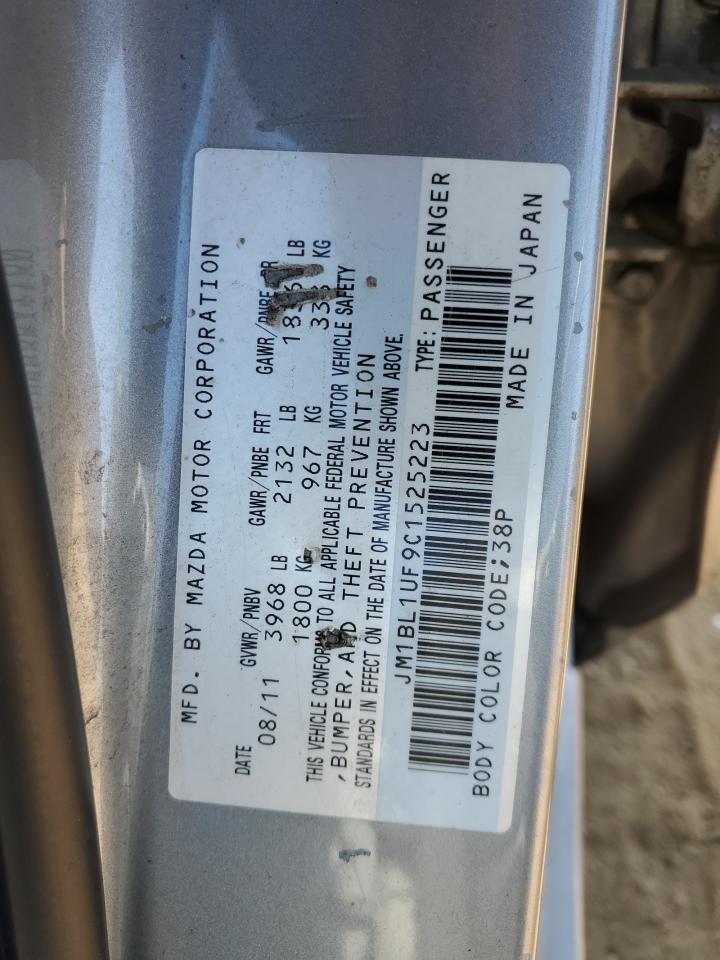 MFD. BY MAZDA MOTOR CORPORATION
DATE GVWR/PNBV GAWR/PNBE FRT GAWR/PNBE RR
08/11 3968 LB 2132 LB LB
1800 KG 967 KG KG
THIS VEHICLE CONFORMS TO ALL APPLICABLE FEDERAL MOTOR VEHICLE SAFETY
,BUMPER, AND THEFT PREVENTION
STANDARDS IN EFFECT ON THE DATE OF MANUFACTURE SHOWN ABOVE.
JM1BL1UF9C1525223 TYPE: PASSENGER
BODY COLOR CODE;38P MADE IN JAPAN